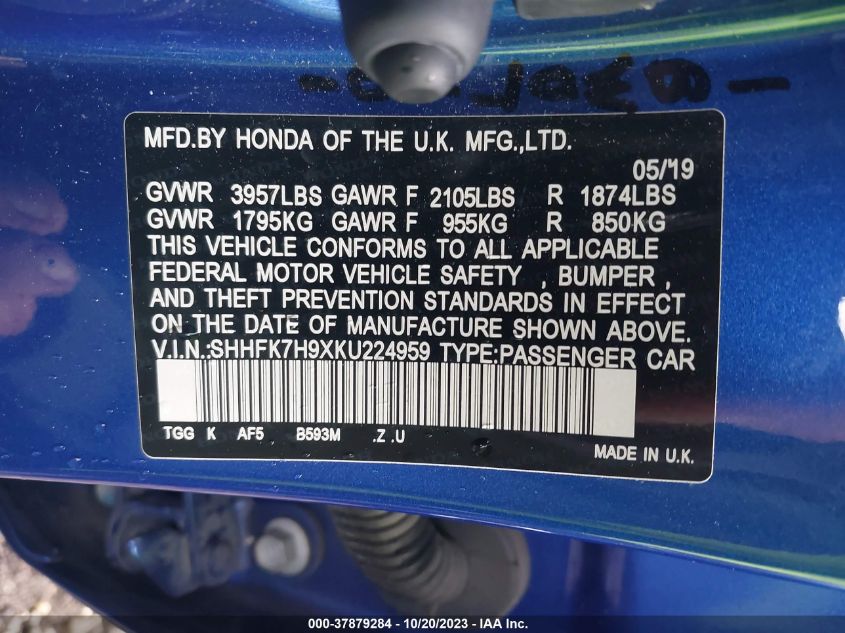 MFD.BY HONDA OF THE U.K. MFG.,LTD.
05/'19
GVWR 3957LBS GAWR F 2105LBS R 1874LBS
GVWR 1795KG GAWR F 955KG R 850KG
THIS VEHICLE CONFORMS TO ALL APPLICABLE
FEDERAL MOTOR VEHICLE SAFETY , BUMPER ,
AND THEFT PREVENTION STANDARDS IN EFFECT
ON THE DATE OF MANUFACTURE SHOWN ABOVE.
V.I.N.:SHHFK7H9XKU224959 TYPE:PASSENGER CAR
TGG K AF5 B593M .Z .U
MADE IN U.K.
000-37879284 - 10/20/2023 - IAA Inc.